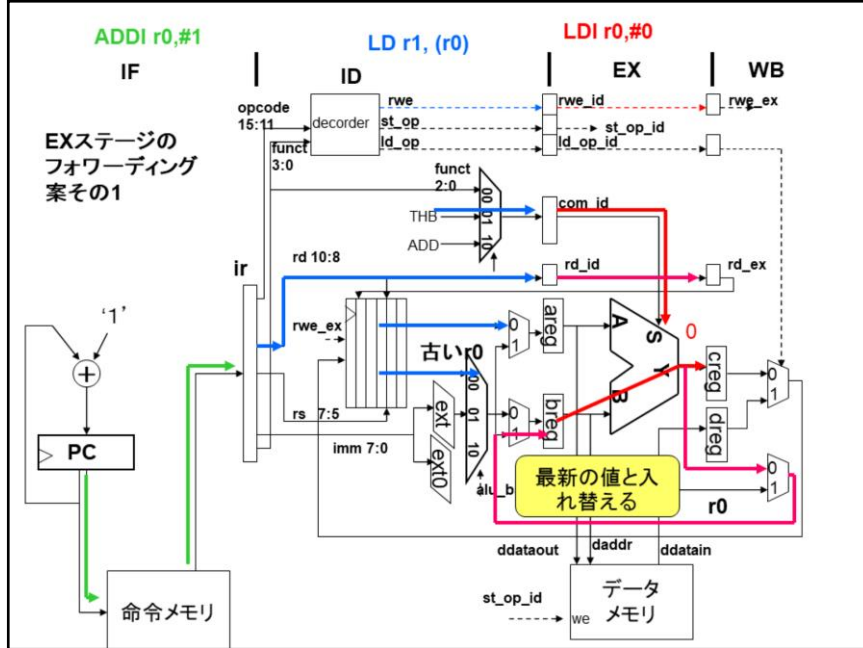 ADDI r0,#1
LD r1, (r0)
LDI r0,#0
IF
ID
EX
WB
opcode
15:11
rwe
rwe_id
rwe_ex
decorder
st_op
st_op_id
EXステージの
フォワーディング
案その1
funct
3:0
ld_op
ld_op_id
funct
2:0
00
THB
01
com_id
ADD
10
ir
rd 10:8
rd_id
rd_ex
'1'
rwe_ex
古いr0
0
1
areg
A
S
0
B
Y
creg
0
1
00
ext
01
0
1
breg
dreg
rs 7:5
imm 7:0
ext0
10
PC
alu_b
最新の値と入
れ替える
0
1
r0
ddataout
daddr
ddatain
命令メモリ
st_op_id
we
データ
メモリ